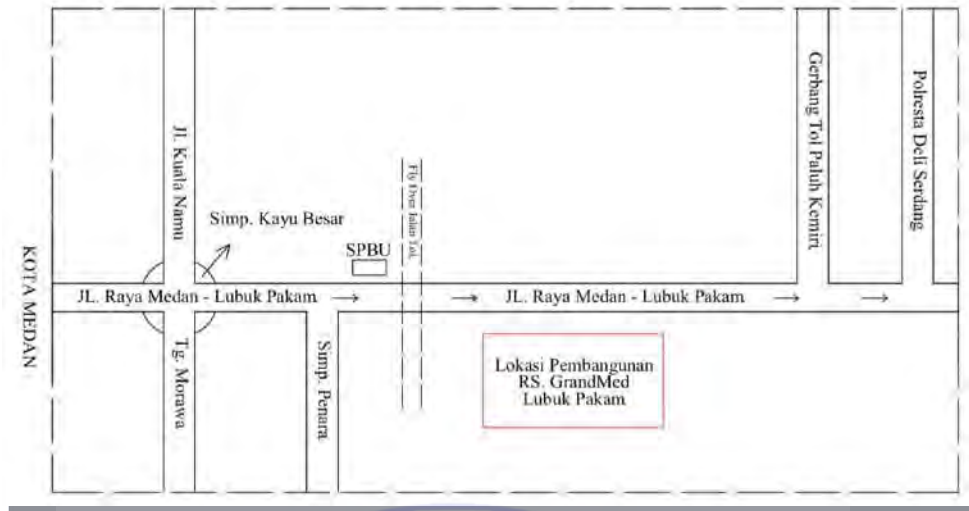 KOTA MEDAN
Jl. Kuala Namu
Simp. Kayu Besar
SPBU
Fly Over Jalan Tol.
Gerbang Tol Paluh Kemiri
Polresta Deli Serdang
JL. Raya Medan - Lubuk Pakam
JL. Raya Medan - Lubuk Pakam
Tg. Morawa
Simp. Penara
Lokasi Pembangunan
RS. GrandMed
Lubuk Pakam